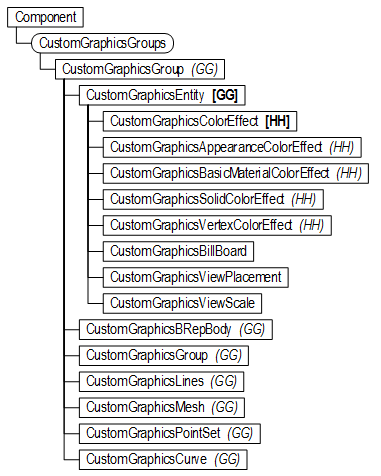 Component
CustomGraphicsGroups
CustomGraphicsGroup (GG)
CustomGraphicsEntity [GG]
CustomGraphicsColorEffect [HH]
CustomGraphicsAppearanceColorEffect (HH)
CustomGraphicsBasicMaterialColorEffect (HH)
CustomGraphicsSolidColorEffect (HH)
CustomGraphicsVertexColorEffect (HH)
CustomGraphicsBillBoard
CustomGraphicsViewPlacement
CustomGraphicsViewScale
CustomGraphicsBRepBody (GG)
CustomGraphicsGroup (GG)
CustomGraphicsLines (GG)
CustomGraphicsMesh (GG)
CustomGraphicsPointSet (GG)
CustomGraphicsCurve (GG)